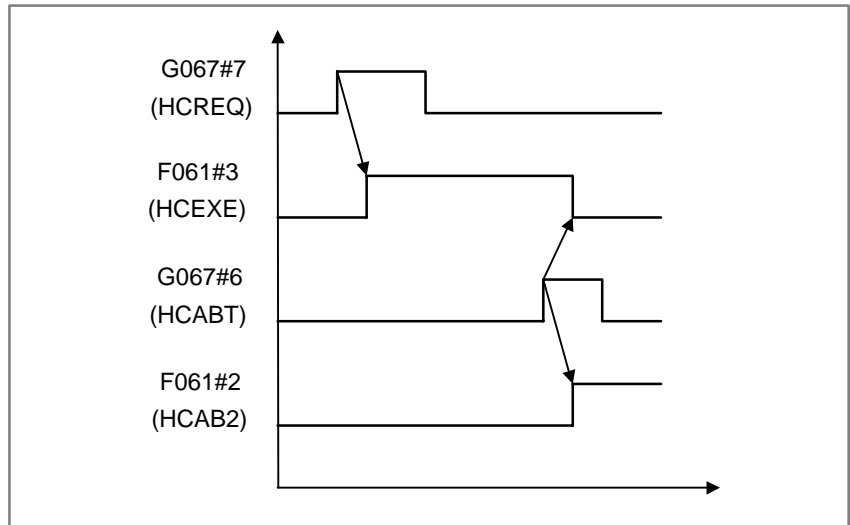 G067#7
(HCREQ)
F061#3
(HCEXE)
G067#6
(HCABT)
F061#2
(HCAB2)